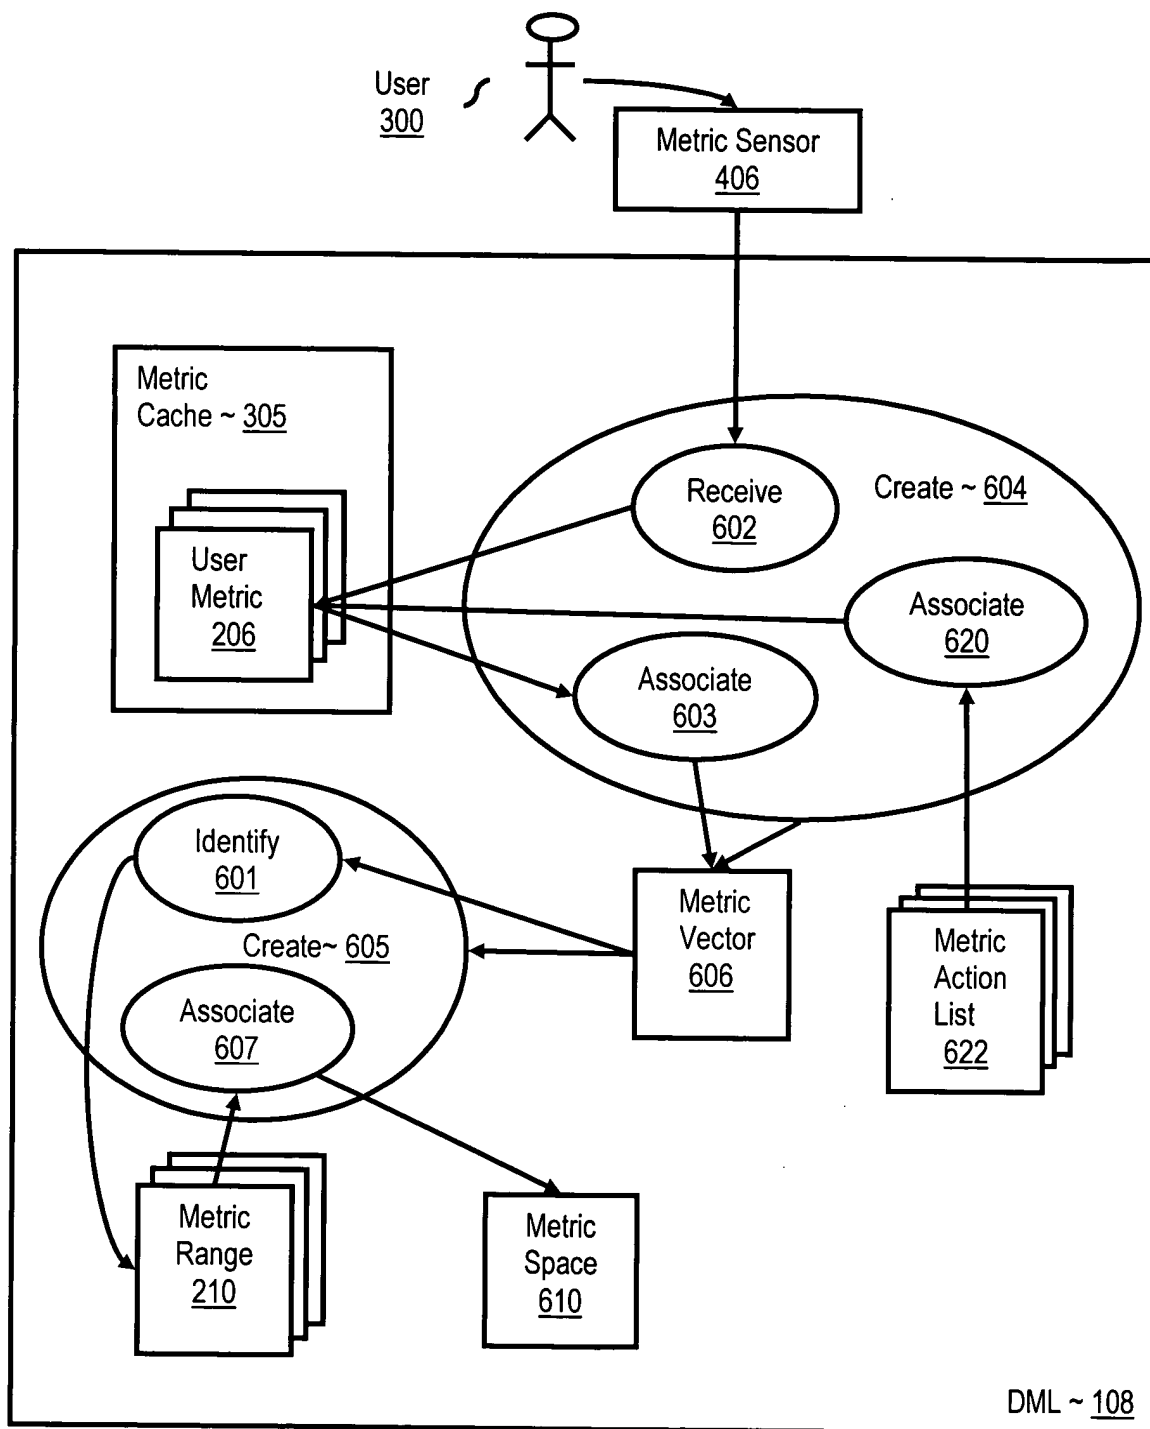 User
300
Metric Sensor
406
Metric
Cache ~ 305
User
Metric
206
Receive
602
Create ~ 604
Associate
620
Associate
603
Identify
601
Create~ 605
Associate
607
Metric
Vector
606
Metric
Action
List
622
Metric
Range
210
Metric
Space
610
DML ~ 108